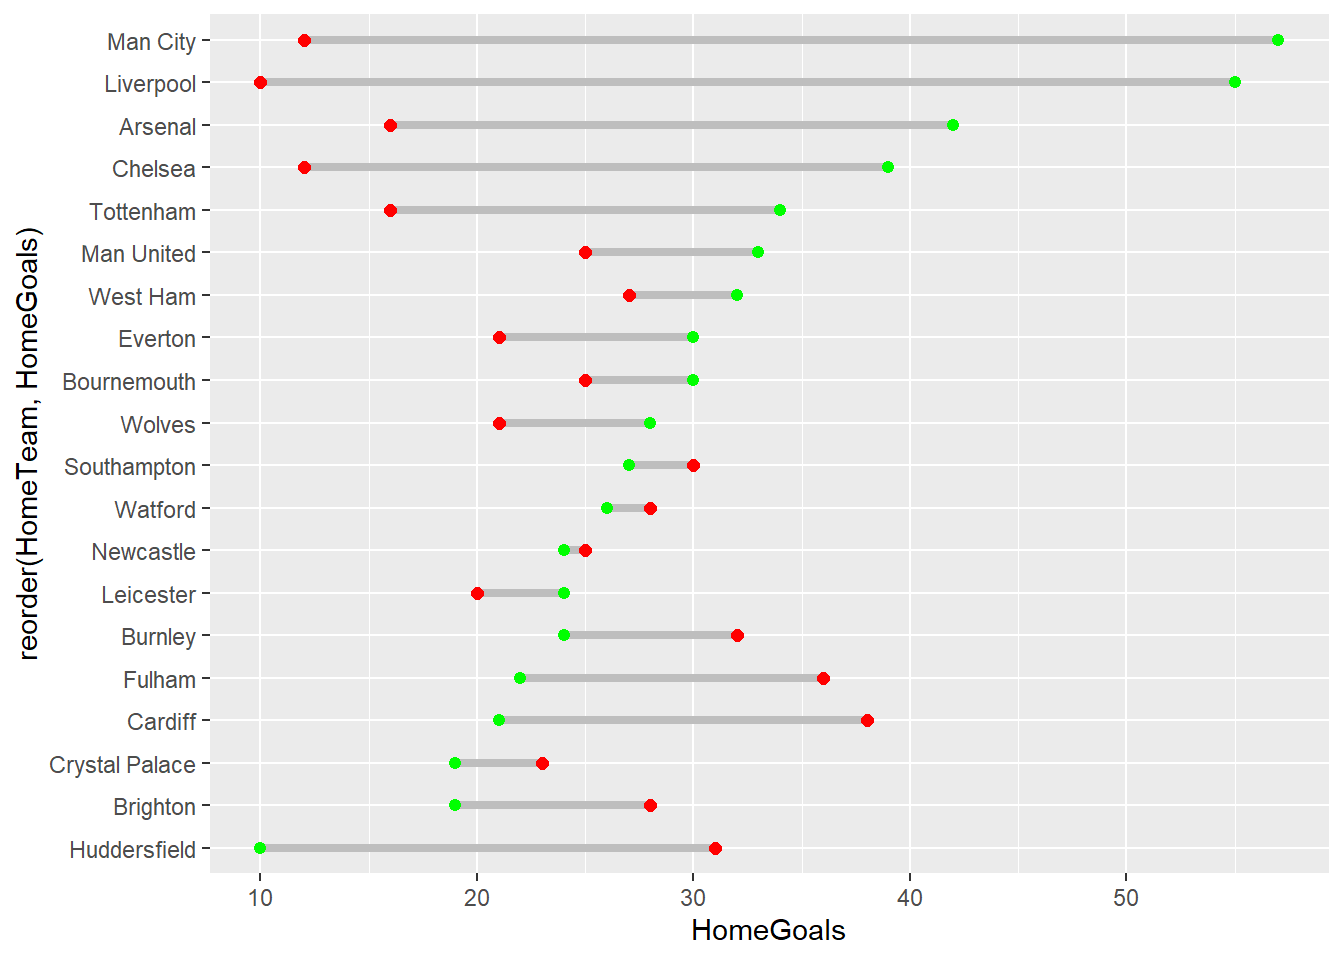 reorder(HomeTeam, HomeGoals)
Man City
Liverpool
Arsenal
Chelsea
Tottenham
Man United
West Ham
Everton
Bournemouth
Wolves
Southampton
Watford
Newcastle
Leicester
Burnley
Fulham
Cardiff
Crystal Palace
Brighton
Huddersfield
10 20 30 40 50
HomeGoals